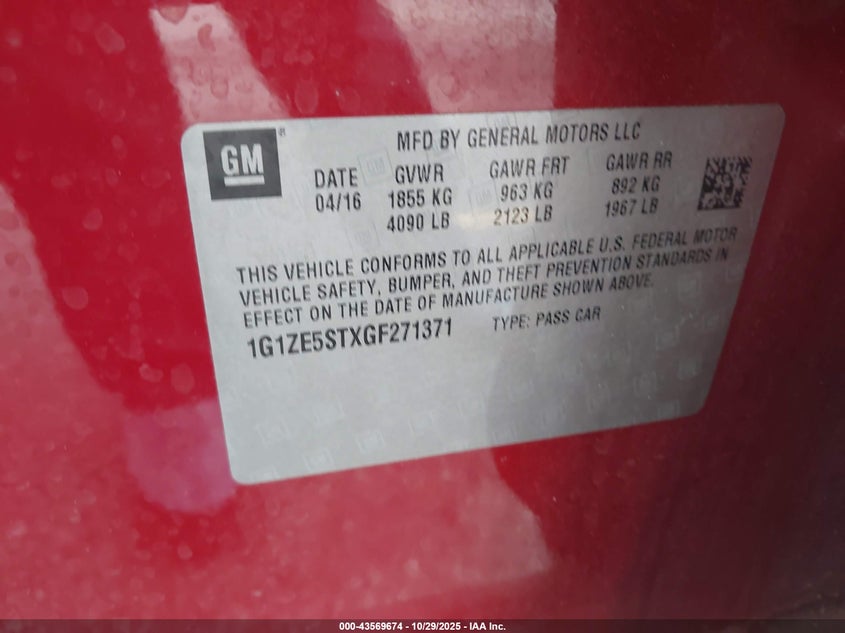 GM®
MFD BY GENERAL MOTORS LLC
DATE GVWR GAWR FRT GAWR RR
04/16 1855 KG 963 KG 892 KG
4090 LB 2123 LB 1967 LB
THIS VEHICLE CONFORMS TO ALL APPLICABLE U.S. FEDERAL MOTOR
VEHICLE SAFETY, BUMPER, AND THEFT PREVENTION STANDARDS IN
EFFECT ON THE DATE OF MANUFACTURE SHOWN ABOVE.
1G1ZE5STXGF271371 TYPE: PASS CAR
000-43569674 | 10/29/2025 - IAA Inc.